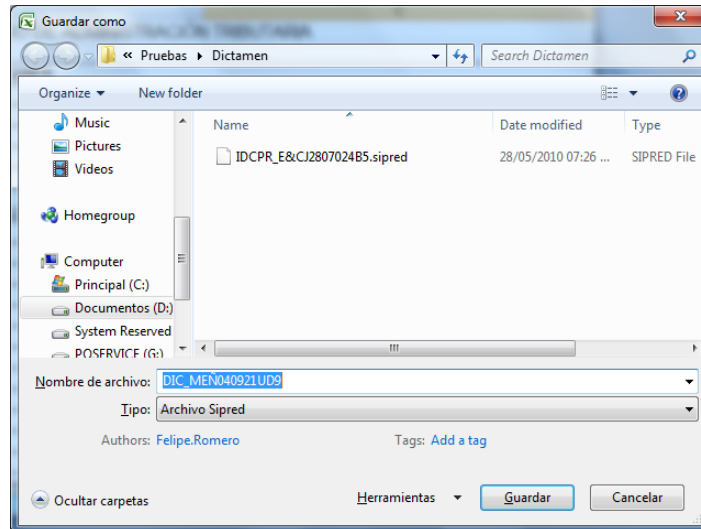 Guardar como
« Pruebas ▸ Dictamen
Search Dictamen
Organize ▼ New folder
Music
Pictures
Videos
Homegroup
Computer
Principal (C:)
Documentos (D:)
System Reserved
POSERVICE (G:)
Name Date modified Type
IDCPR_E&CJ2807024B5.sipred 28/05/2010 07:26 ... SIPRED File
Nombre de archivo: DIC_MEÑ040921UD9
Tipo: Archivo Sipred
Authors: Felipe.Romero Tags: Add a tag
Ocultar carpetas Herramientas ▼ Guardar Cancelar